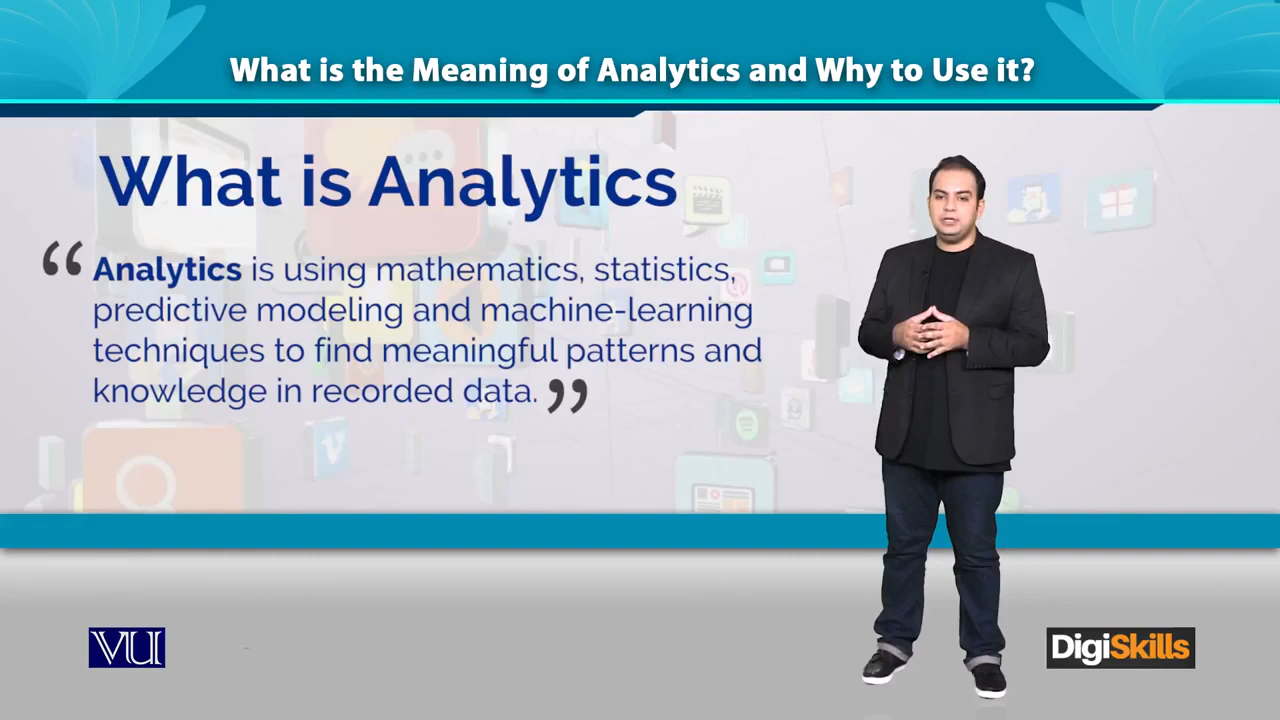 What is the Meaning of Analytics and Why to Use it?
What is Analytics
“ Analytics is using mathematics, statistics,
predictive modeling and machine-learning
techniques to find meaningful patterns and
knowledge in recorded data. ”
VU
DigiSkills